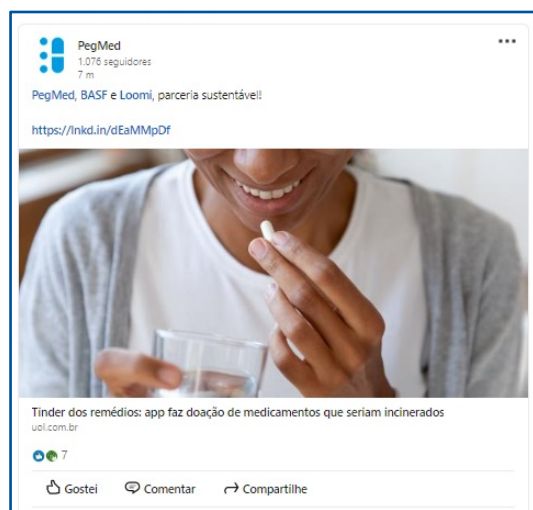 PegMed
1.076 seguidores
7 m
PegMed, BASF e Loomi, parceria sustentável!
https://lnkd.in/dEaMMpDf
Tinder dos remédios: app faz doação de medicamentos que seriam incinerados
uol.com.br
7
Gostei Comentar Compartilhe